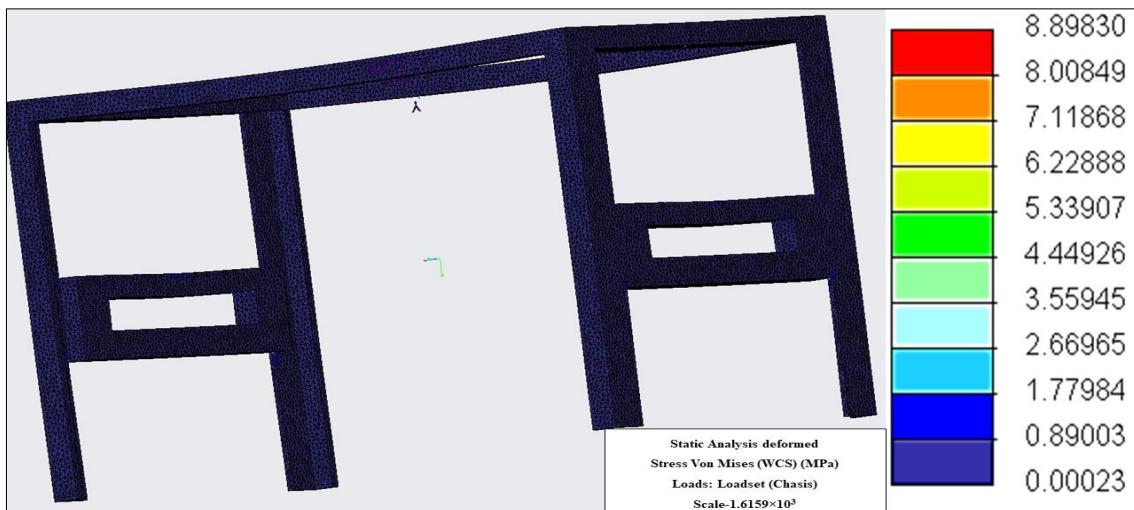 8.89830
8.00849
7.11868
6.22888
5.33907
4.44926
3.55945
2.66965
1.77984
0.89003
0.00023
Static Analysis deformed
Stress Von Mises (WCS) (MPa)
Loads: Loadset (Chasis)
Scale-1.6159×10³